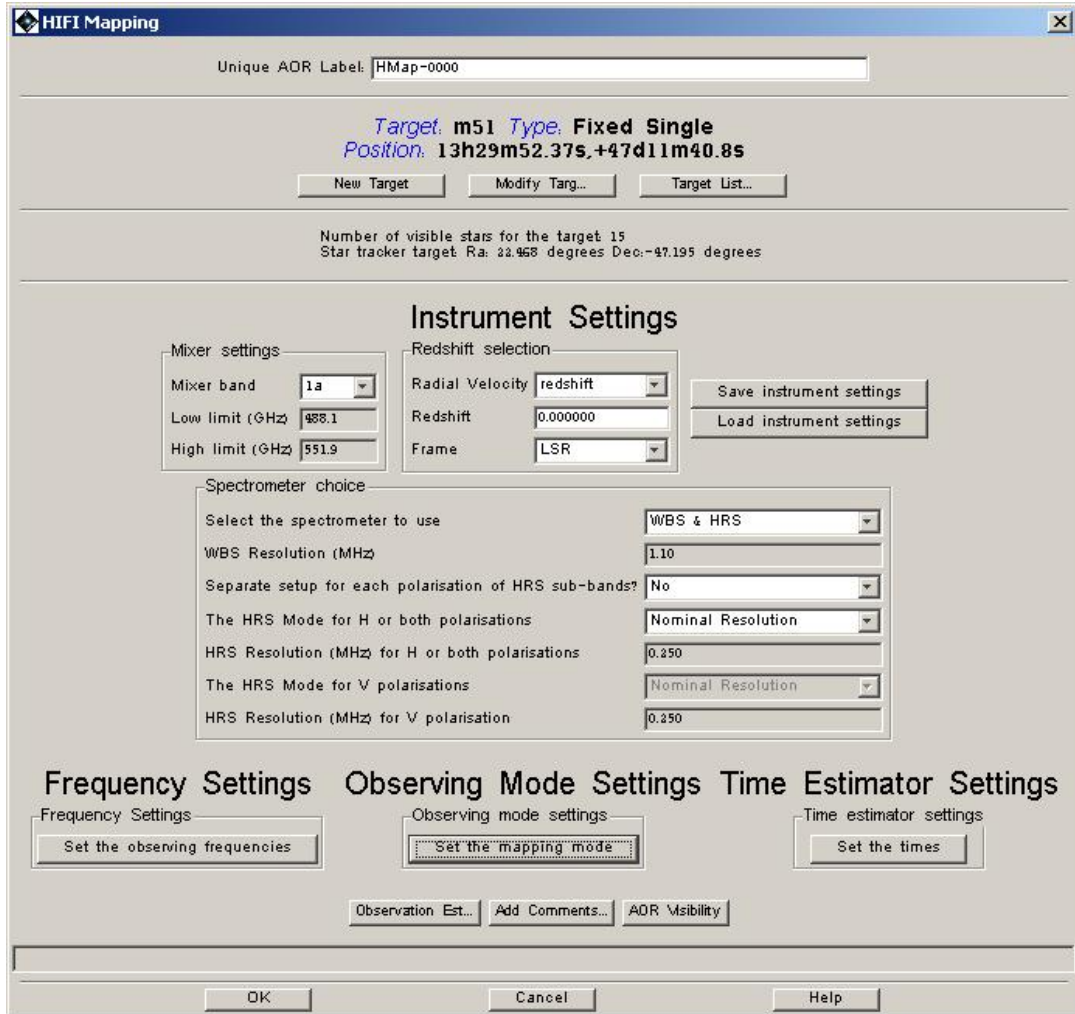 HIFI Mapping
Unique AOR Label: HMap-0000
Target: m51 Type: Fixed Single
Position: 13h29m52.37s,+47d11m40.8s
New Target Modify Targ... Target List...
Number of visible stars for the target: 15
Star tracker target: Ra: 22.468 degrees Dec:-47.195 degrees
Instrument Settings
Mixer settings
Mixer band 1a
Low limit (GHz) 488.1
High limit (GHz) 551.9
Redshift selection
Radial Velocity redshift
Redshift 0.000000
Frame LSR
Save instrument settings
Load instrument settings
Spectrometer choice
Select the spectrometer to use WBS & HRS
WBS Resolution (MHz) 1.10
Separate setup for each polarisation of HRS sub-bands? No
The HRS Mode for H or both polarisations Nominal Resolution
HRS Resolution (MHz) for H or both polarisations 0.250
The HRS Mode for V polarisations Nominal Resolution
HRS Resolution (MHz) for V polarisation 0.250
Frequency Settings Observing Mode Settings Time Estimator Settings
Frequency Settings Observing mode settings Time estimator settings
Set the observing frequencies Set the mapping mode Set the times
Observation Est... Add Comments... AOR Visibility
OK Cancel Help